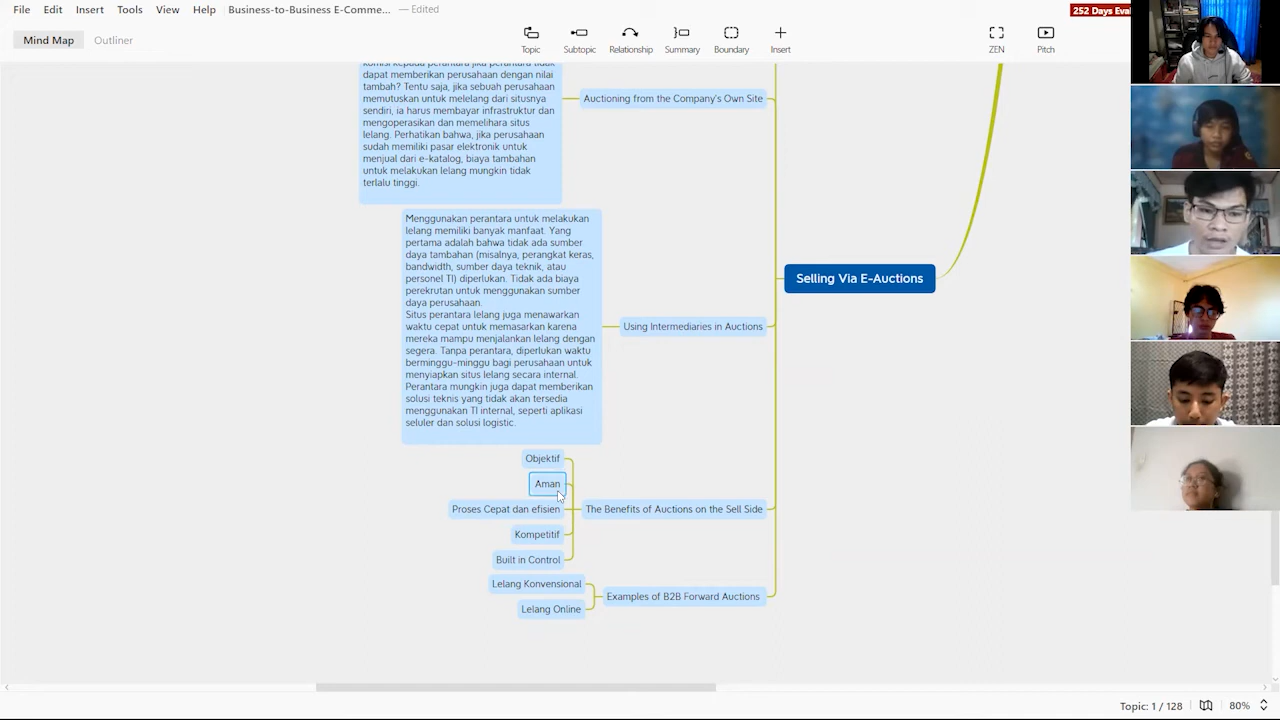 File Edit Insert Tools View Help Business-to-Business E-Comme... — Edited
252 Days Eval
Mind Map Outliner
Topic Subtopic Relationship Summary Boundary Insert ZEN Pitch
komisi kepada perantara jika perantara tidak
dapat memberikan perusahaan dengan nilai
tambah? Tentu saja, jika sebuah perusahaan
memutuskan untuk melelang dari situsnya
sendiri, ia harus membayar infrastruktur dan
mengoperasikan dan memelihara situs
lelang. Perhatikan bahwa, jika perusahaan
sudah memiliki pasar elektronik untuk
menjual dari e-katalog, biaya tambahan
untuk melakukan lelang mungkin tidak
terlalu tinggi.
Auctioning from the Company's Own Site
Menggunakan perantara untuk melakukan
lelang memiliki banyak manfaat. Yang
pertama adalah bahwa tidak ada sumber
daya tambahan (misalnya, perangkat keras,
bandwidth, sumber daya teknik, atau
personel TI) diperlukan. Tidak ada biaya
perekrutan untuk menggunakan sumber
daya perusahaan.
Situs perantara lelang juga menawarkan
waktu cepat untuk memasarkan karena
mereka mampu menjalankan lelang dengan
segera. Tanpa perantara, diperlukan waktu
berminggu-minggu bagi perusahaan untuk
menyiapkan situs lelang secara internal.
Perantara mungkin juga dapat memberikan
solusi teknis yang tidak akan tersedia
menggunakan TI internal, seperti aplikasi
seluler dan solusi logistic.
Using Intermediaries in Auctions
Selling Via E-Auctions
Objektif
Aman
Proses Cepat dan efisien
Kompetitif
Built in Control
The Benefits of Auctions on the Sell Side
Lelang Konvensional
Lelang Online
Examples of B2B Forward Auctions
Topic: 1 / 128 80%